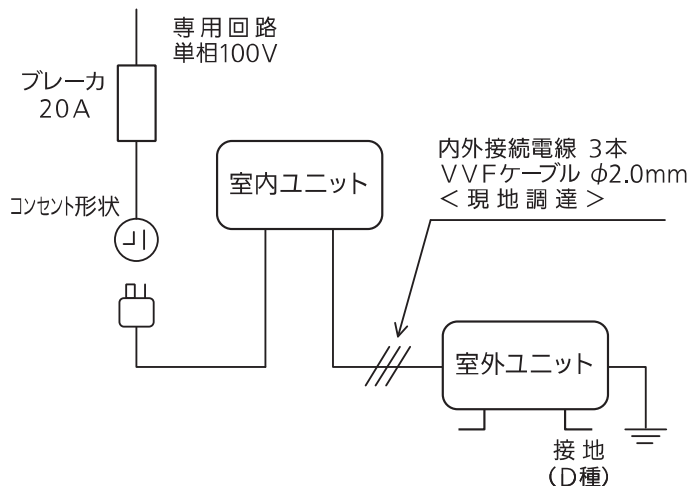 専用回路
単相100V
ブレーカ
20A
コンセント形状
室内ユニット
内外接続電線 3本
VVFケーブル φ2.0mm
<現地調達>
室外ユニット
接地
(D種)